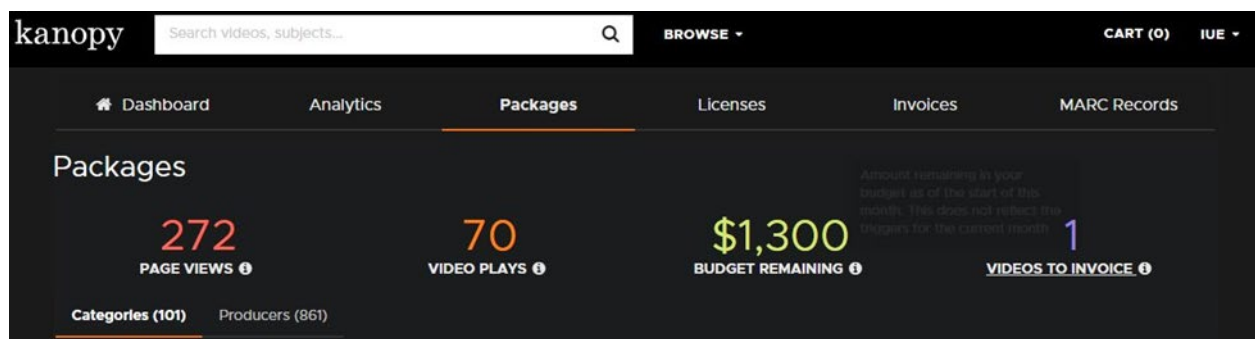 kanopy Search videos, subjects... BROWSE CART (0) IUE
Dashboard Analytics Packages Licenses Invoices MARC Records
Packages
Amount remaining in your
budget as of the start of this
month. This does not reflect the
triggers for the current month
272 70 $1,300 1
PAGE VIEWS VIDEO PLAYS BUDGET REMAINING VIDEOS TO INVOICE
Categories (101) Producers (861)